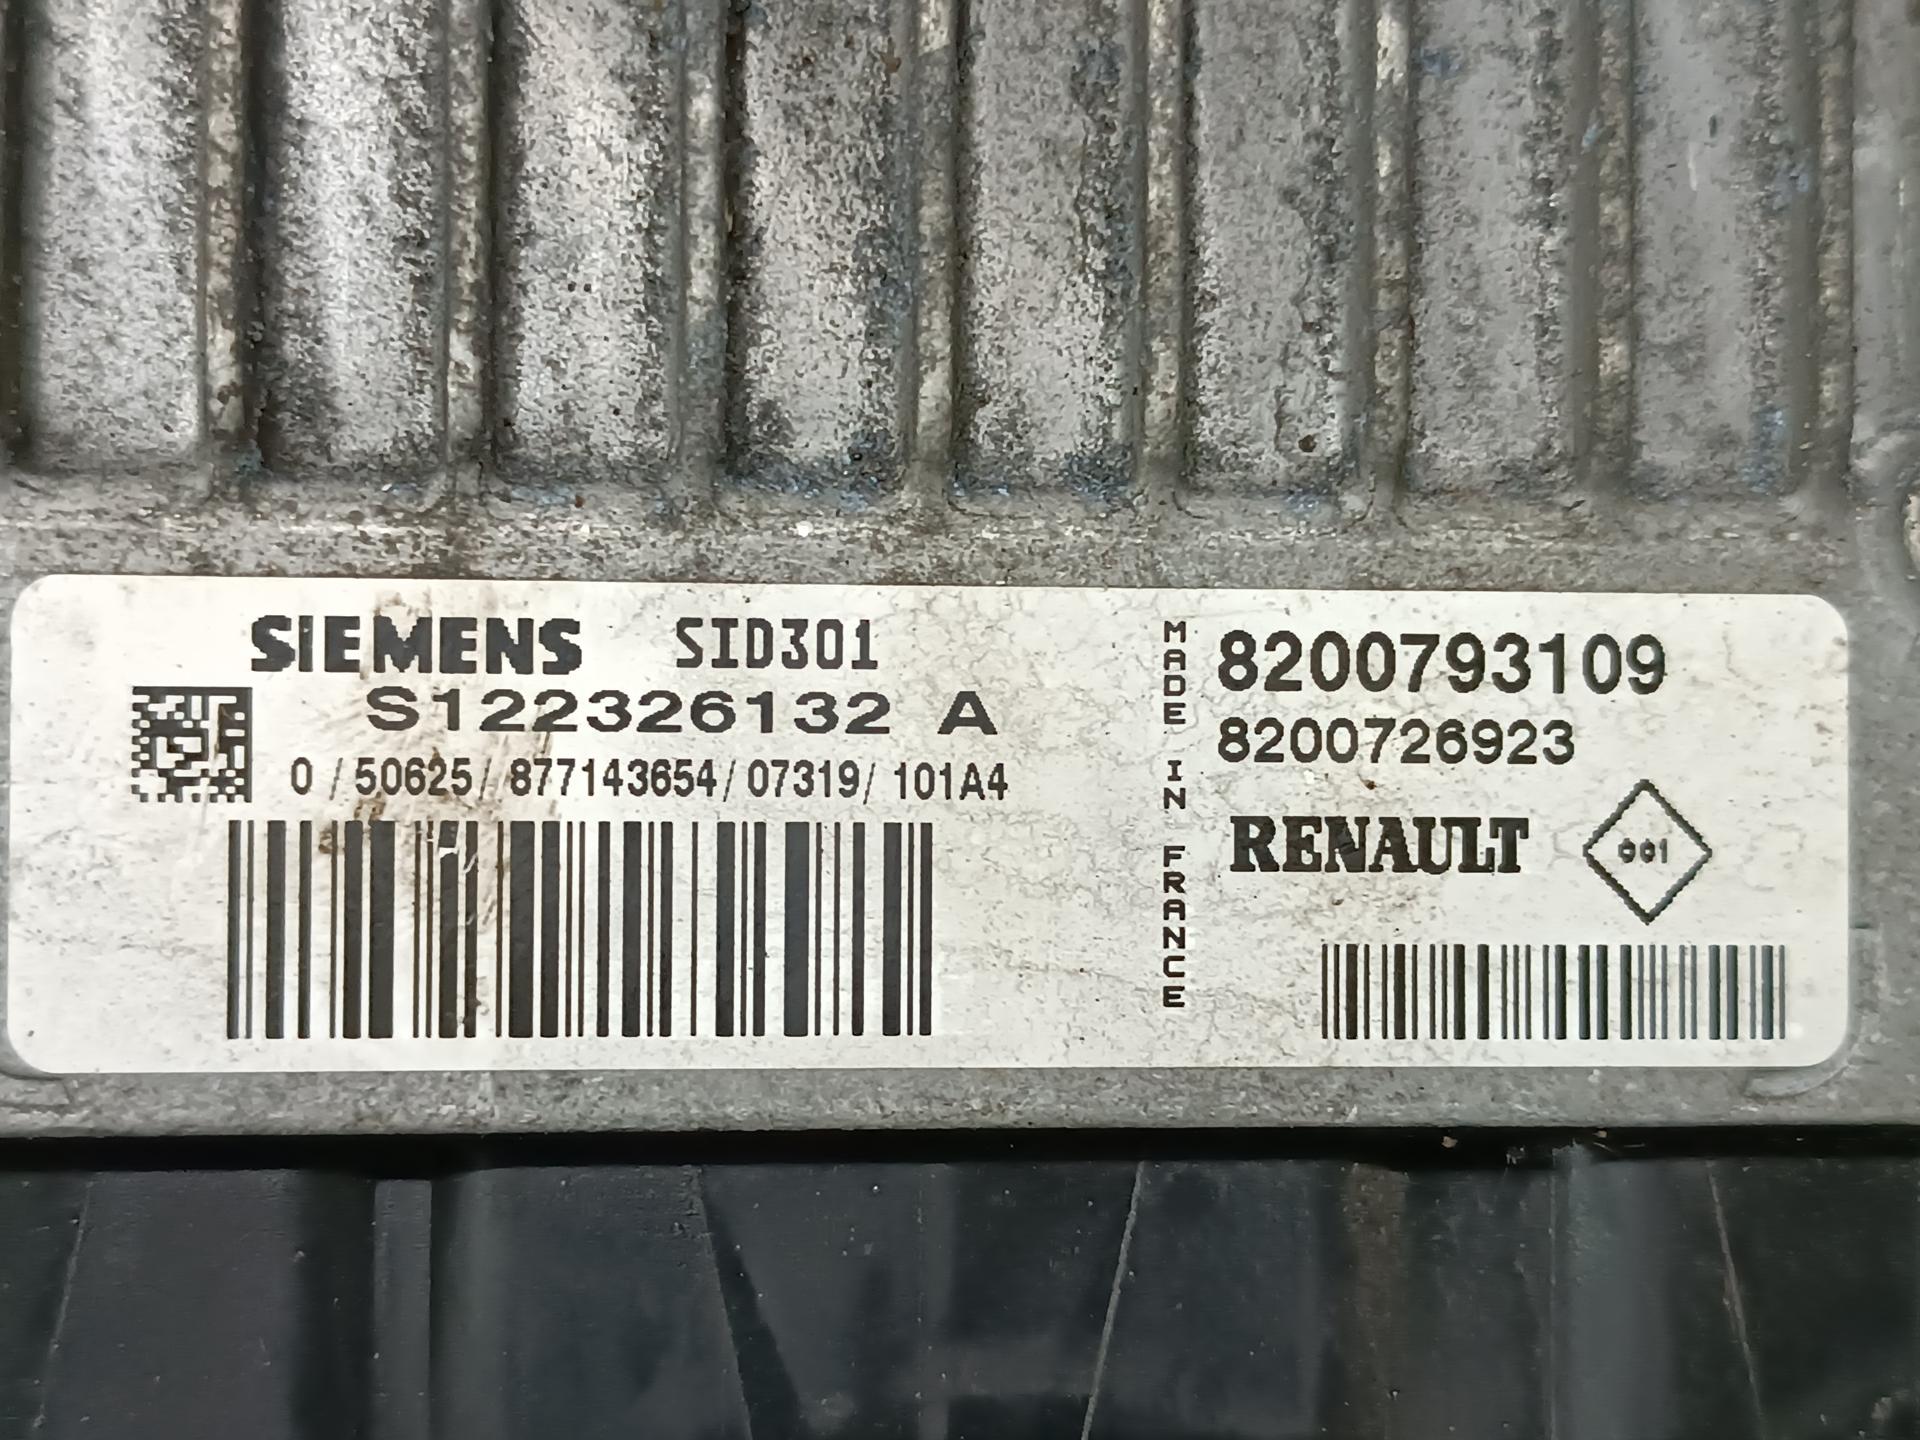 SIEMENS SID301
S122326132 A
0 / 50625 / 877143654 / 07319 / 101A4
MADE IN FRANCE
8200793109
8200726923
RENAULT 001